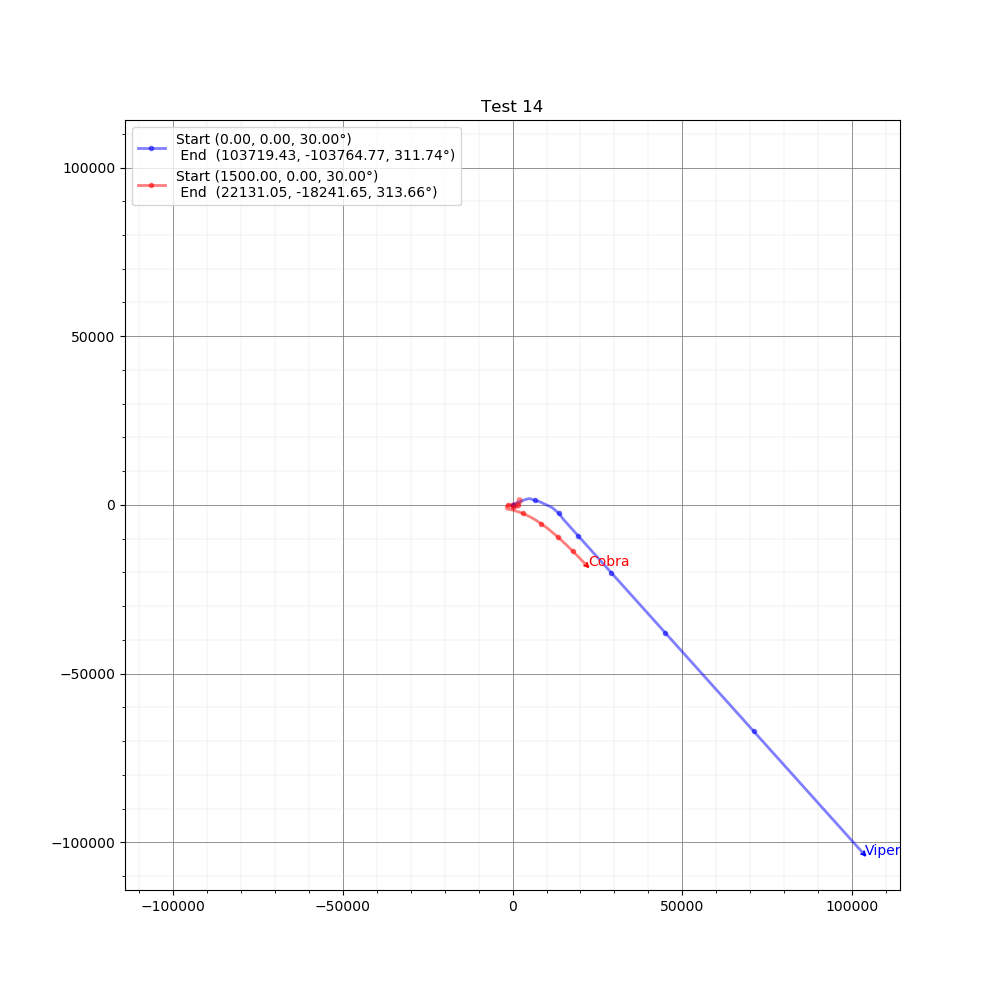 Test 14
Start (0.00, 0.00, 30.00°)
End (103719.43, -103764.77, 311.74°)
Start (1500.00, 0.00, 30.00°)
End (22131.05, -18241.65, 313.66°)
100000
50000
0
−50000
−100000
Cobra
Viper
−100000 −50000 0 50000 100000